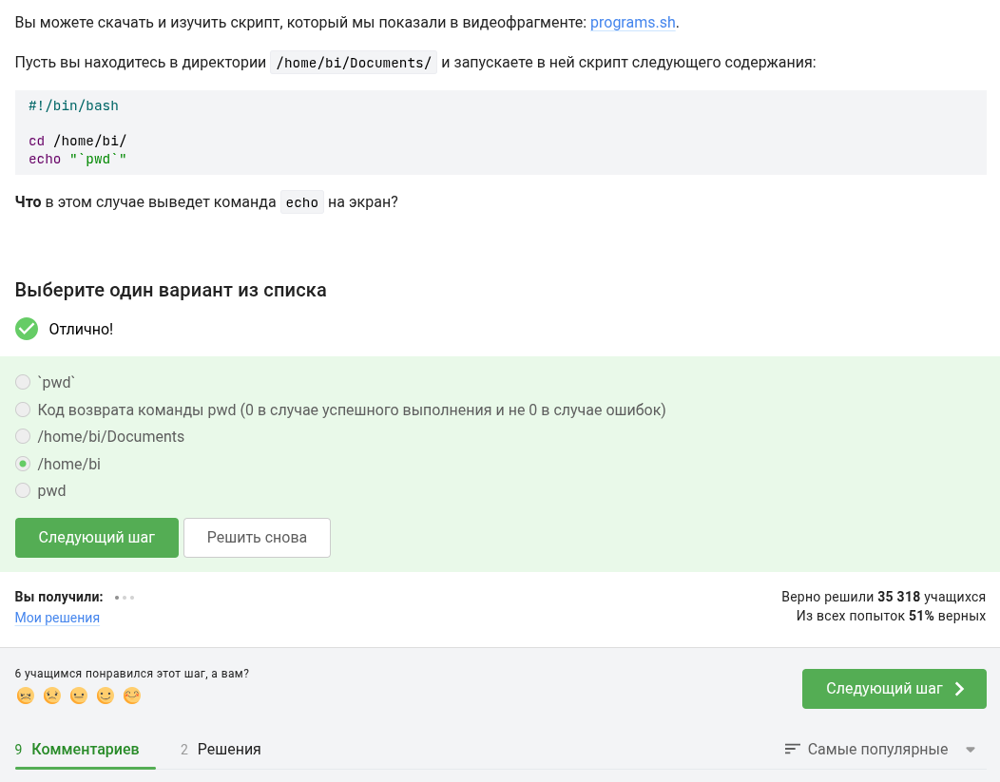 Вы можете скачать и изучить скрипт, который мы показали в видеофрагменте: programs.sh.
Пусть вы находитесь в директории /home/bi/Documents/ и запускаете в ней скрипт следующего содержания:
#!/bin/bash
cd /home/bi/
echo "`pwd`"
Что в этом случае выведет команда echo на экран?
Выберите один вариант из списка
Отлично!
`pwd`
Код возврата команды pwd (0 в случае успешного выполнения и не 0 в случае ошибок)
/home/bi/Documents
/home/bi
pwd
Следующий шаг Решить снова
Вы получили:
Мои решения
Верно решили 35 318 учащихся
Из всех попыток 51% верных
6 учащимся понравился этот шаг, а вам?
Следующий шаг
9 Комментариев 2 Решения Самые популярные